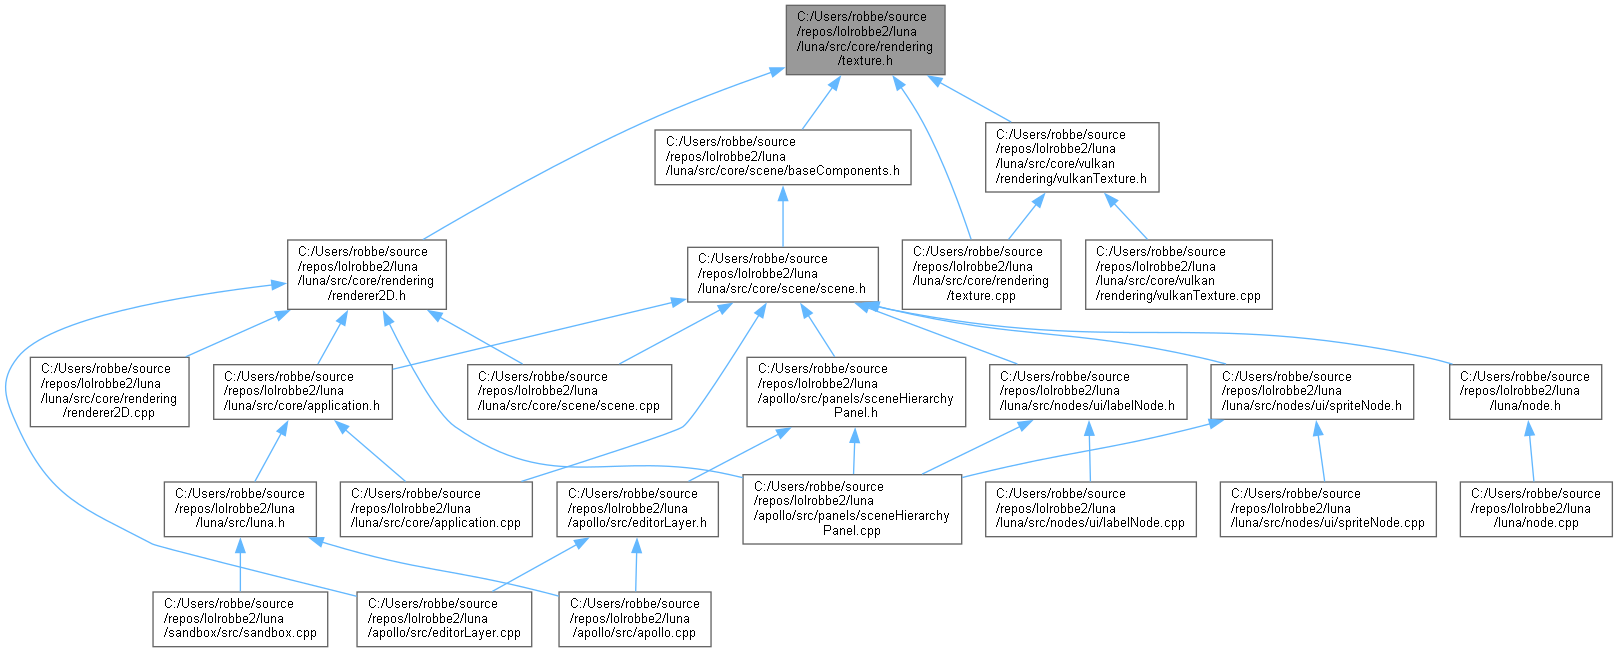 C:/Users/robbe/source
/repos/lolrobbe2/luna
/luna/src/core/rendering
/texture.h
C:/Users/robbe/source
/repos/lolrobbe2/luna
/luna/src/core/scene/baseComponents.h
C:/Users/robbe/source
/repos/lolrobbe2/luna
/luna/src/core/vulkan
/rendering/vulkanTexture.h
C:/Users/robbe/source
/repos/lolrobbe2/luna
/luna/src/core/rendering
/renderer2D.h
C:/Users/robbe/source
/repos/lolrobbe2/luna
/luna/src/core/scene/scene.h
C:/Users/robbe/source
/repos/lolrobbe2/luna
/luna/src/core/rendering
/texture.cpp
C:/Users/robbe/source
/repos/lolrobbe2/luna
/luna/src/core/vulkan
/rendering/vulkanTexture.cpp
C:/Users/robbe/source
/repos/lolrobbe2/luna
/luna/src/core/rendering
/renderer2D.cpp
C:/Users/robbe/source
/repos/lolrobbe2/luna
/luna/src/core/application.h
C:/Users/robbe/source
/repos/lolrobbe2/luna
/luna/src/core/scene/scene.cpp
C:/Users/robbe/source
/repos/lolrobbe2/luna
/apollo/src/panels/sceneHierarchy
Panel.h
C:/Users/robbe/source
/repos/lolrobbe2/luna
/luna/src/nodes/ui/labelNode.h
C:/Users/robbe/source
/repos/lolrobbe2/luna
/luna/src/nodes/ui/spriteNode.h
C:/Users/robbe/source
/repos/lolrobbe2/luna
/luna/node.h
C:/Users/robbe/source
/repos/lolrobbe2/luna
/luna/src/luna.h
C:/Users/robbe/source
/repos/lolrobbe2/luna
/luna/src/core/application.cpp
C:/Users/robbe/source
/repos/lolrobbe2/luna
/apollo/src/editorLayer.h
C:/Users/robbe/source
/repos/lolrobbe2/luna
/apollo/src/panels/sceneHierarchy
Panel.cpp
C:/Users/robbe/source
/repos/lolrobbe2/luna
/luna/src/nodes/ui/labelNode.cpp
C:/Users/robbe/source
/repos/lolrobbe2/luna
/luna/src/nodes/ui/spriteNode.cpp
C:/Users/robbe/source
/repos/lolrobbe2/luna
/luna/node.cpp
C:/Users/robbe/source
/repos/lolrobbe2/luna
/sandbox/src/sandbox.cpp
C:/Users/robbe/source
/repos/lolrobbe2/luna
/apollo/src/editorLayer.cpp
C:/Users/robbe/source
/repos/lolrobbe2/luna
/apollo/src/apollo.cpp